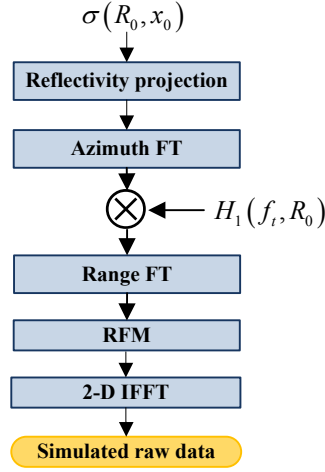 σ(R₀, x₀)
Reflectivity projection
Azimuth FT
H₁(fₜ, R₀)
Range FT
RFM
2-D IFFT
Simulated raw data